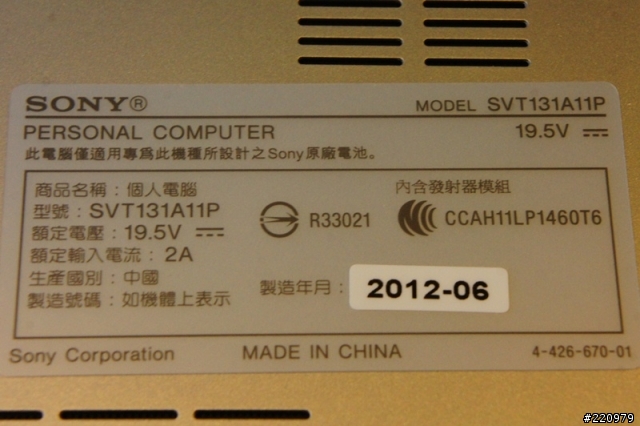 SONY® MODEL SVT131A11P
PERSONAL COMPUTER 19.5V
此電腦僅適用專為此機種所設計之Sony原廠電池。
商品名稱：個人電腦
型號：SVT131A11P
額定電壓：19.5V
額定輸入電流：2A
生產國別：中國
製造號碼：如機體上表示
R33021
內含發射器模組
CCAH11LP1460T6
製造年月：2012-06
Sony Corporation MADE IN CHINA 4-426-670-01
#220979